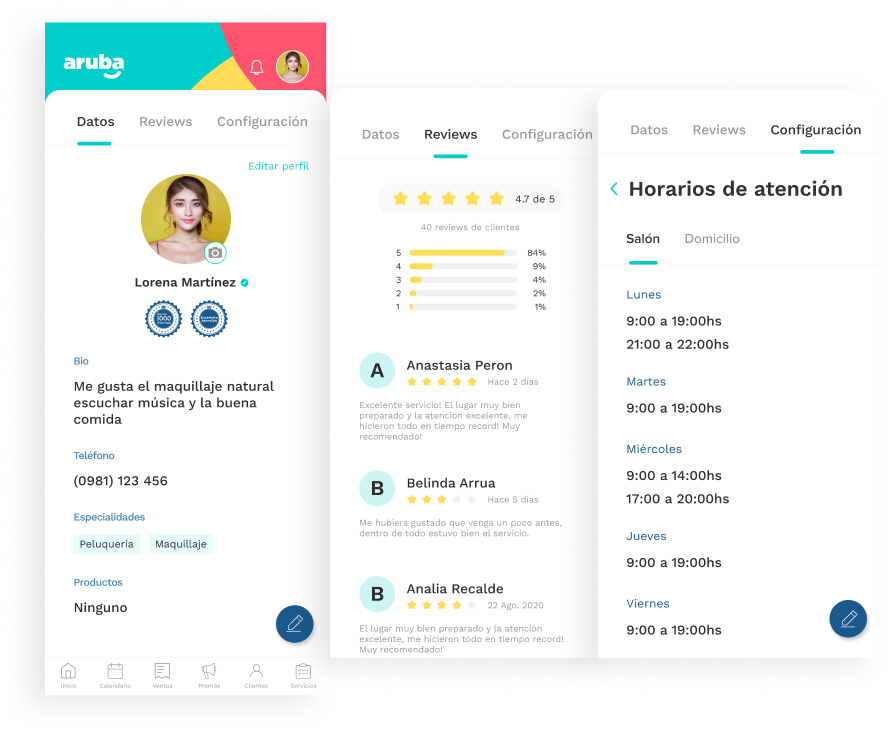 aruba
Datos
Reviews
Configuración
Editar perfil
Lorena Martínez
1000
Excelente
Atención
Bio
Me gusta el maquillaje natural
escuchar música y la buena
comida
Teléfono
(0981) 123 456
Especialidades
Peluquería
Maquillaje
Productos
Ninguno
Inicio
Calendario
Ventas
Promos
Clientes
Servicios
Datos
Reviews
Configuración
4.7 de 5
40 reviews de clientes
5 84%
4 9%
3 4%
2 2%
1 1%
A
Anastasia Peron
Hace 2 días
Excelente servicio! El lugar muy bien
preparado y la atención excelente, me
hicieron todo en tiempo record! Muy
recomendado!
B
Belinda Arrua
Hace 5 dias
Me hubiera gustado que venga un poco antes,
dentro de todo estuvo bien el servicio.
B
Analia Recalde
22 Ago. 2020
El lugar muy bien preparado y la atención
excelente, me hicieron todo en tiempo record!
Muy recomendado!
Datos
Reviews
Configuración
Horarios de atención
Salón
Domicilio
Lunes
9:00 a 19:00hs
21:00 a 22:00hs
Martes
9:00 a 19:00hs
Miércoles
9:00 a 14:00hs
17:00 a 20:00hs
Jueves
9:00 a 19:00hs
Viernes
9:00 a 19:00hs